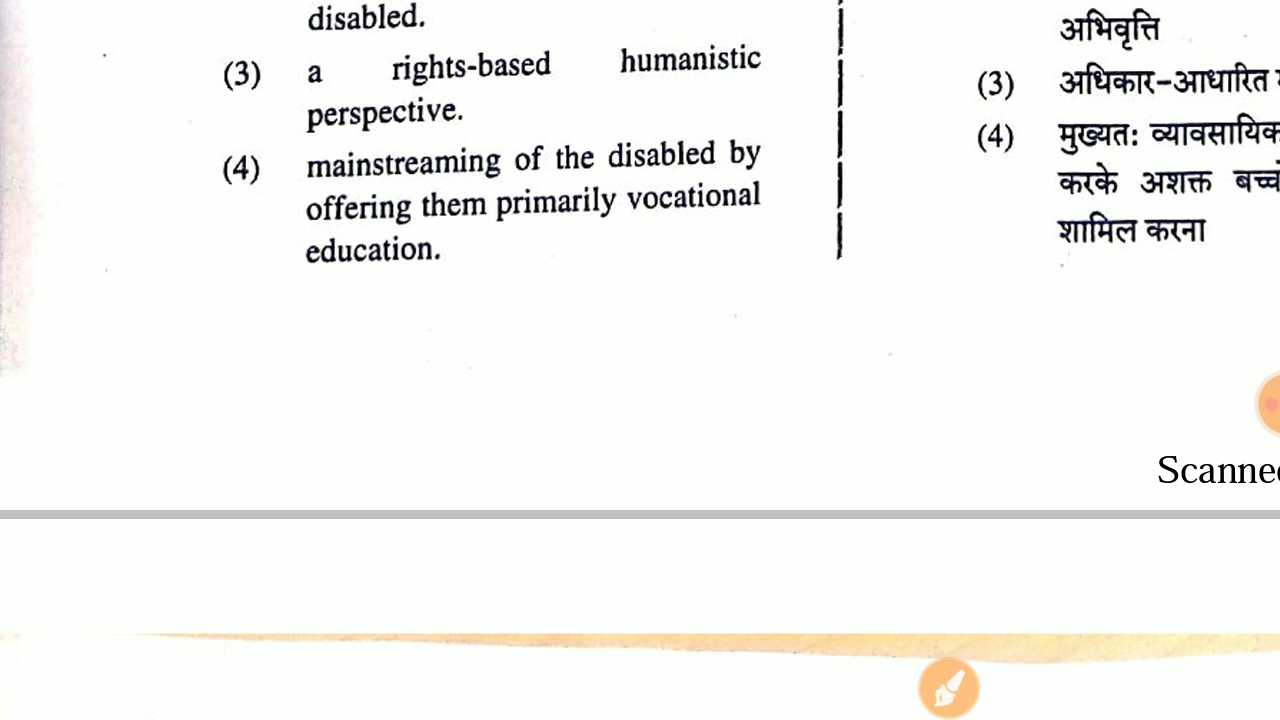 disabled.
(3) a rights-based humanistic
perspective.
(4) mainstreaming of the disabled by
offering them primarily vocational
education.
अभिवृत्ति
(3) अधिकार-आधारित
(4) मुख्यत: व्यावसायिक
करके अशक्त
शामिल करना